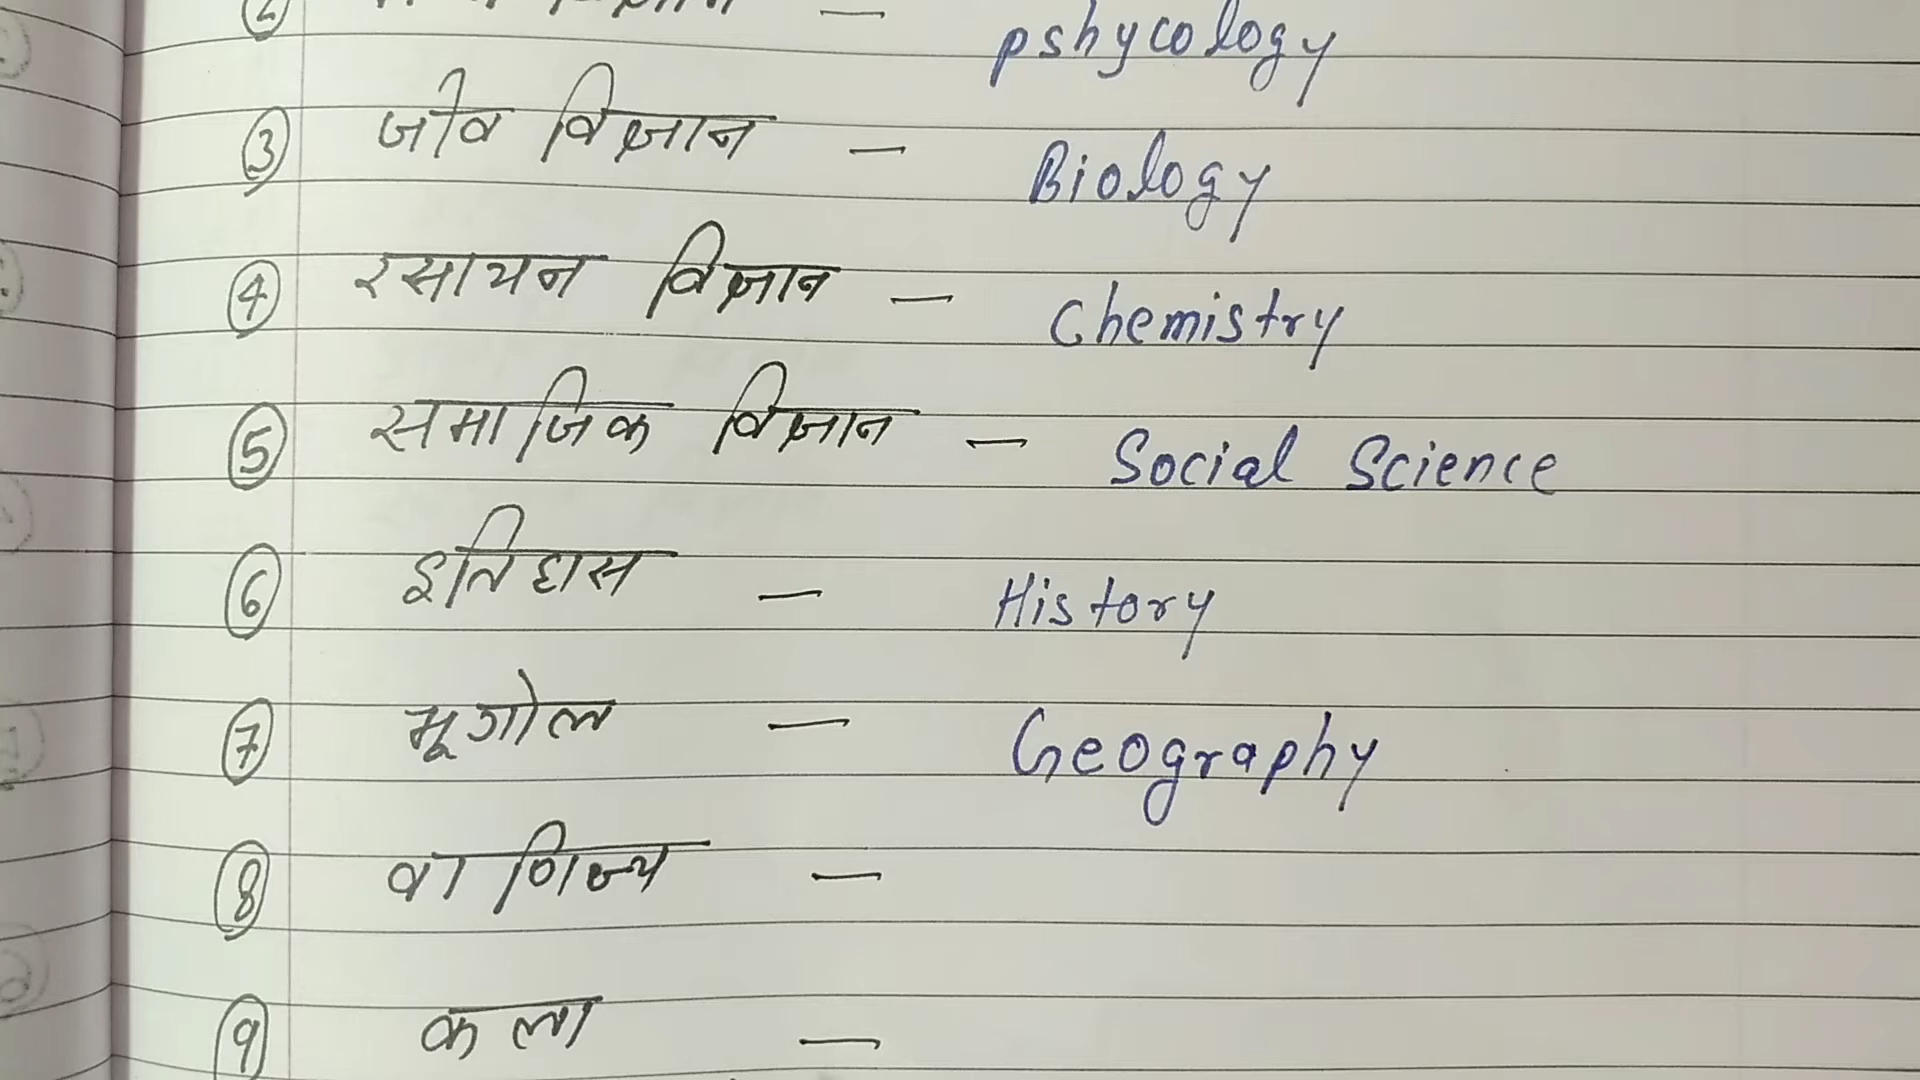 ② — pshycology
③ जीव विज्ञान — Biology
④ रसायन विज्ञान — Chemistry
⑤ समाजिक विज्ञान — Social Science
⑥ इतिहास — History
⑦ भूगोल — Geography
⑧ वाणिज्य —
⑨ कला —